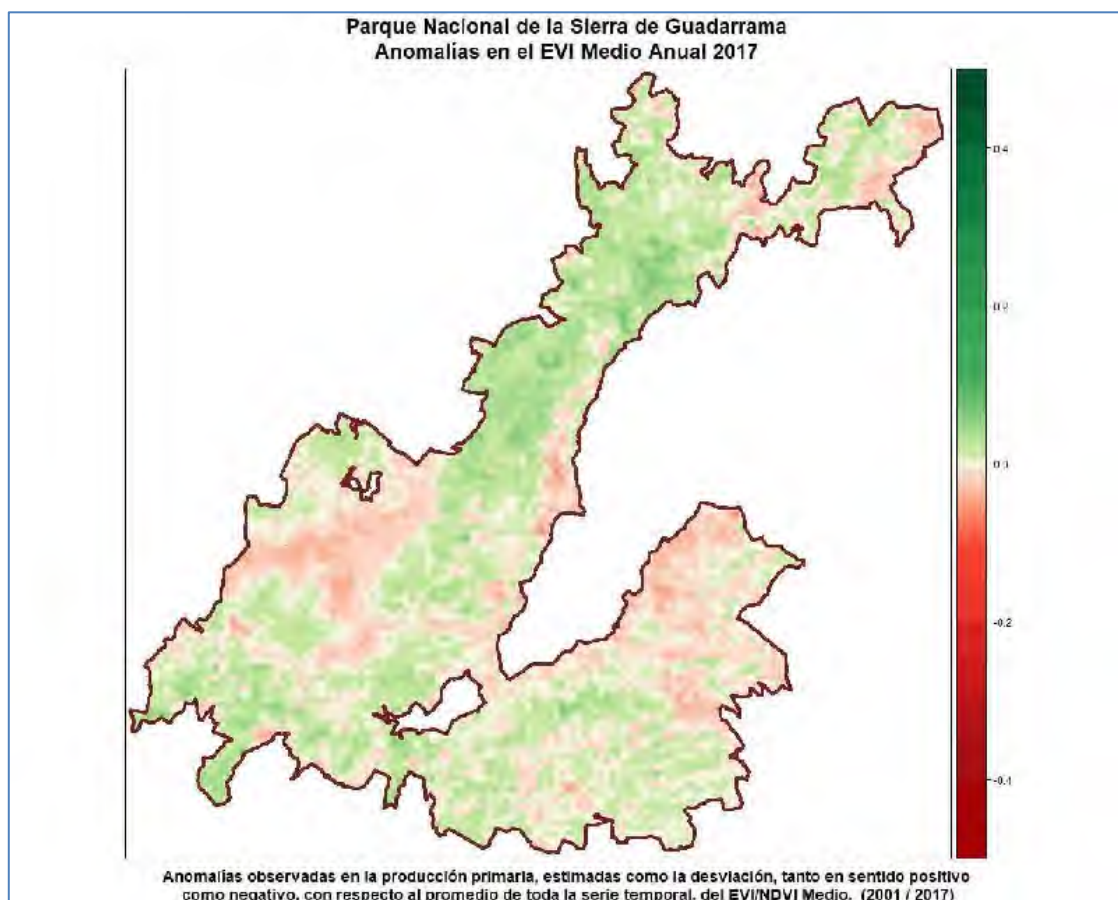 Parque Nacional de la Sierra de Guadarrama
Anomalías en el EVI Medio Anual 2017
0.4
0.2
0.0
-0.2
-0.4
Anomalías observadas en la producción primaria, estimadas como la desviación, tanto en sentido positivo
como negativo, con respecto al promedio de toda la serie temporal, del EVI/NDVI Medio. (2001 / 2017)